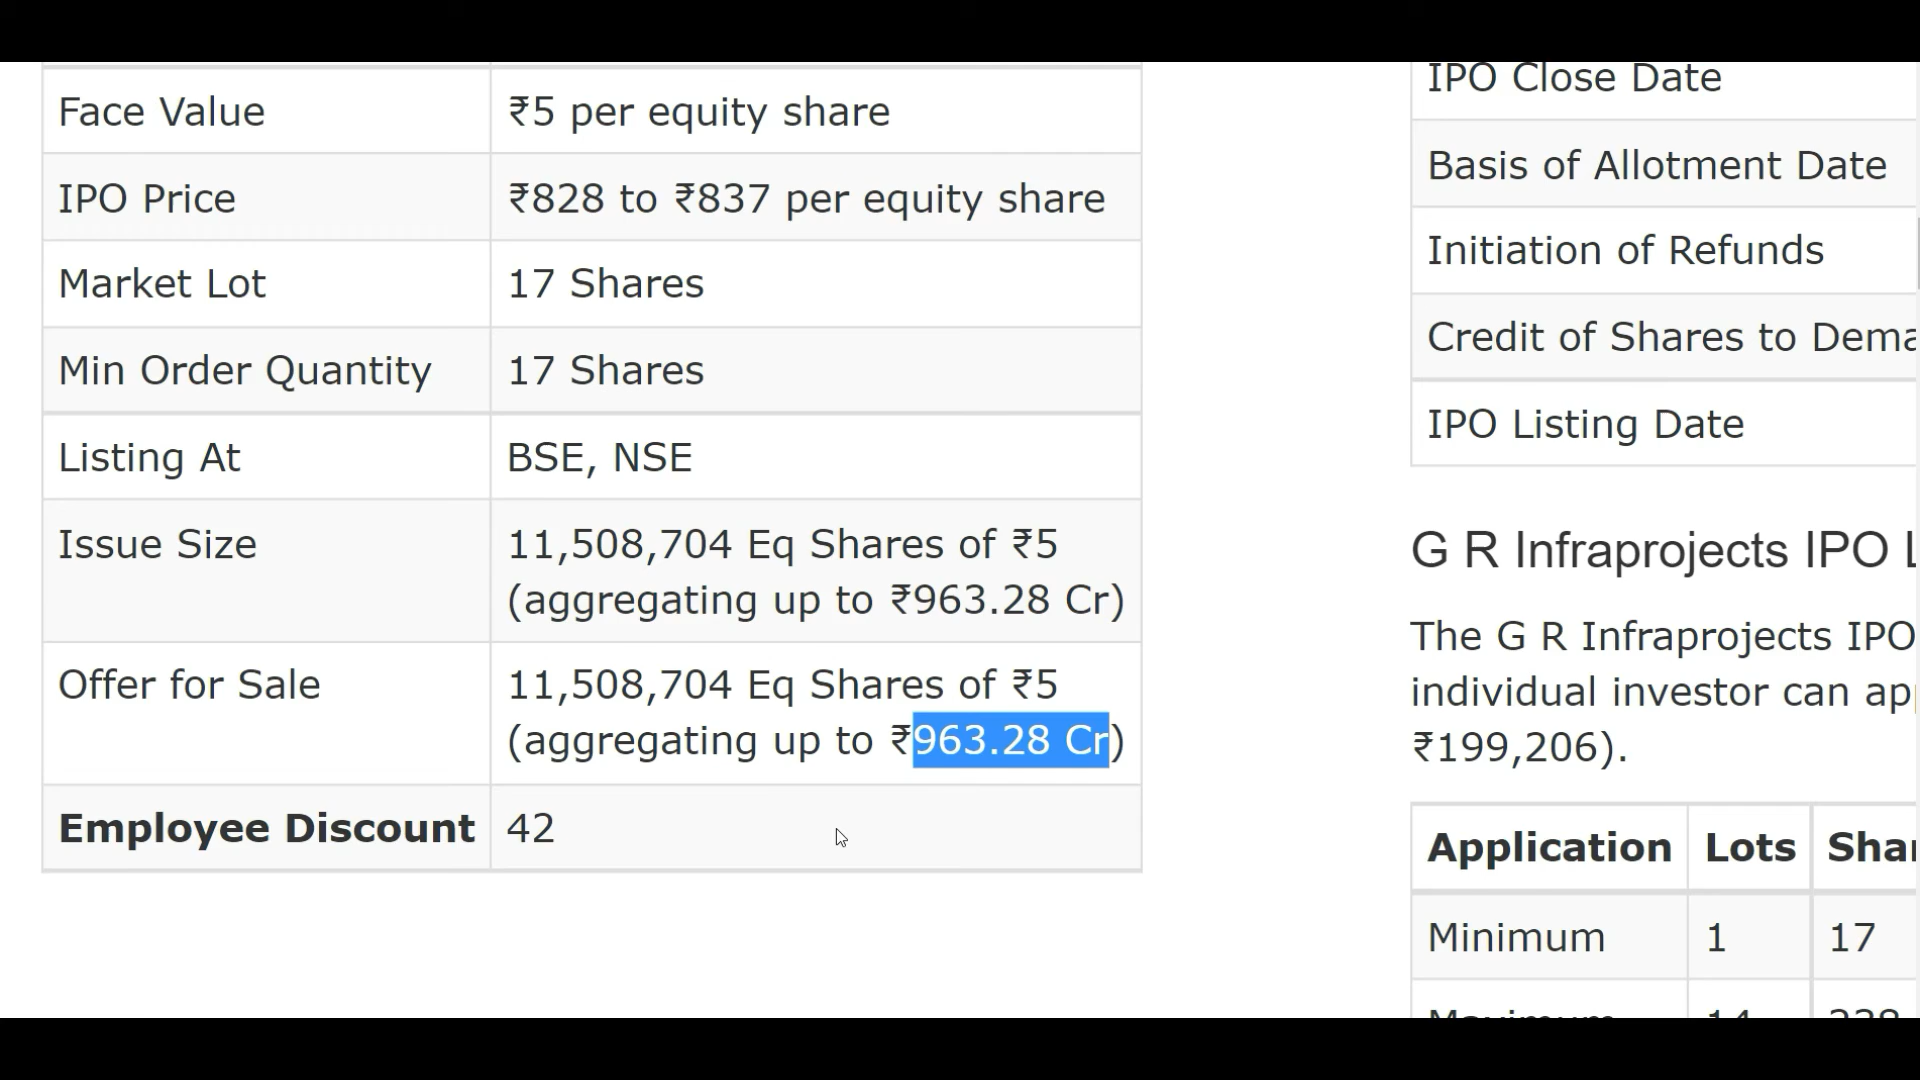 Face Value ₹5 per equity share
IPO Price ₹828 to ₹837 per equity share
Market Lot 17 Shares
Min Order Quantity 17 Shares
Listing At BSE, NSE
Issue Size 11,508,704 Eq Shares of ₹5
(aggregating up to ₹963.28 Cr)
Offer for Sale 11,508,704 Eq Shares of ₹5
(aggregating up to ₹963.28 Cr)
Employee Discount 42
IPO Close Date
Basis of Allotment Date
Initiation of Refunds
Credit of Shares to Dema
IPO Listing Date
G R Infraprojects IPO L
The G R Infraprojects IPO
individual investor can ap
₹199,206).
Application Lots Shar
Minimum 1 17
Maximum 14 238